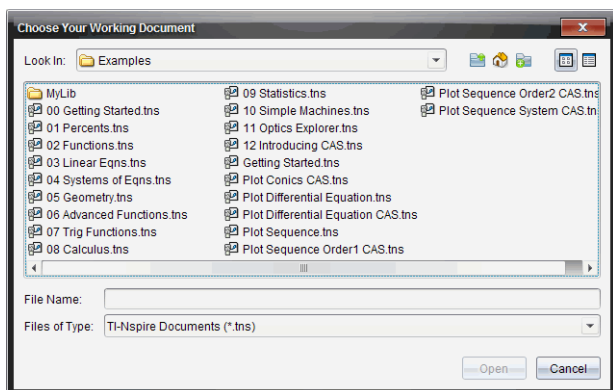 Choose Your Working Document
Look In: Examples
MyLib
00 Getting Started.tns
01 Percents.tns
02 Functions.tns
03 Linear Eqns.tns
04 Systems of Eqns.tns
05 Geometry.tns
06 Advanced Functions.tns
07 Trig Functions.tns
08 Calculus.tns
09 Statistics.tns
10 Simple Machines.tns
11 Optics Explorer.tns
12 Introducing CAS.tns
Getting Started.tns
Plot Conics CAS.tns
Plot Differential Equation.tns
Plot Differential Equation CAS.tns
Plot Sequence.tns
Plot Sequence Order1 CAS.tns
Plot Sequence Order2 CAS.tns
Plot Sequence System CAS.tn
File Name:
Files of Type: TI-Nspire Documents (*.tns)
Open Cancel